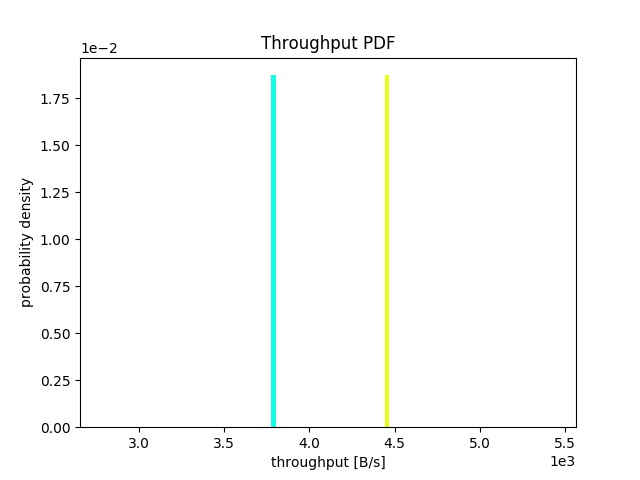 Throughput PDF
1e−2
1.75
1.50
1.25
1.00
0.75
0.50
0.25
0.00
probability density
3.0 3.5 4.0 4.5 5.0 5.5
1e3
throughput [B/s]